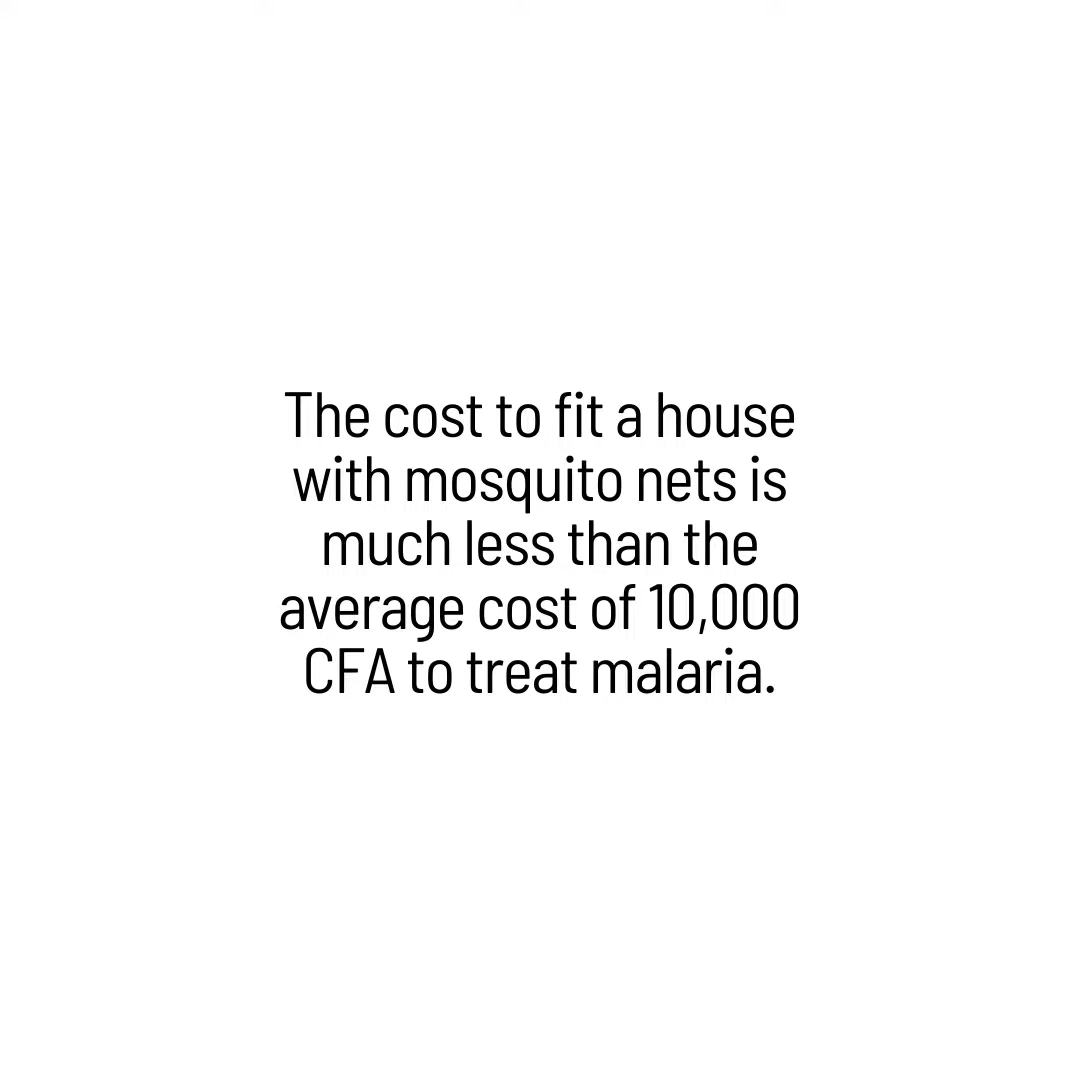 The cost to fit a house
with mosquito nets is
much less than the
average cost of 10,000
CFA to treat malaria.